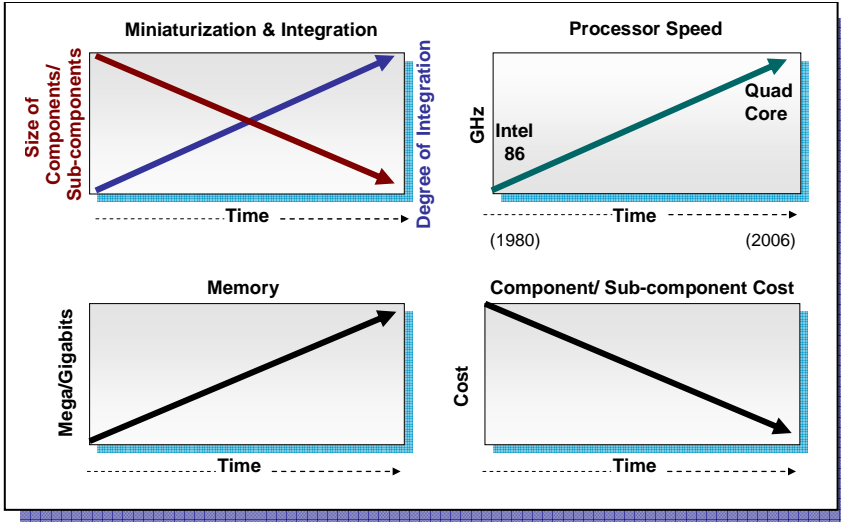 Miniaturization & Integration
Size of
Components/
Sub-components
Degree of Integration
Time
Processor Speed
GHz
Intel
86
Quad
Core
Time
(1980)
(2006)
Memory
Mega/Gigabits
Time
Component/ Sub-component Cost
Cost
Time